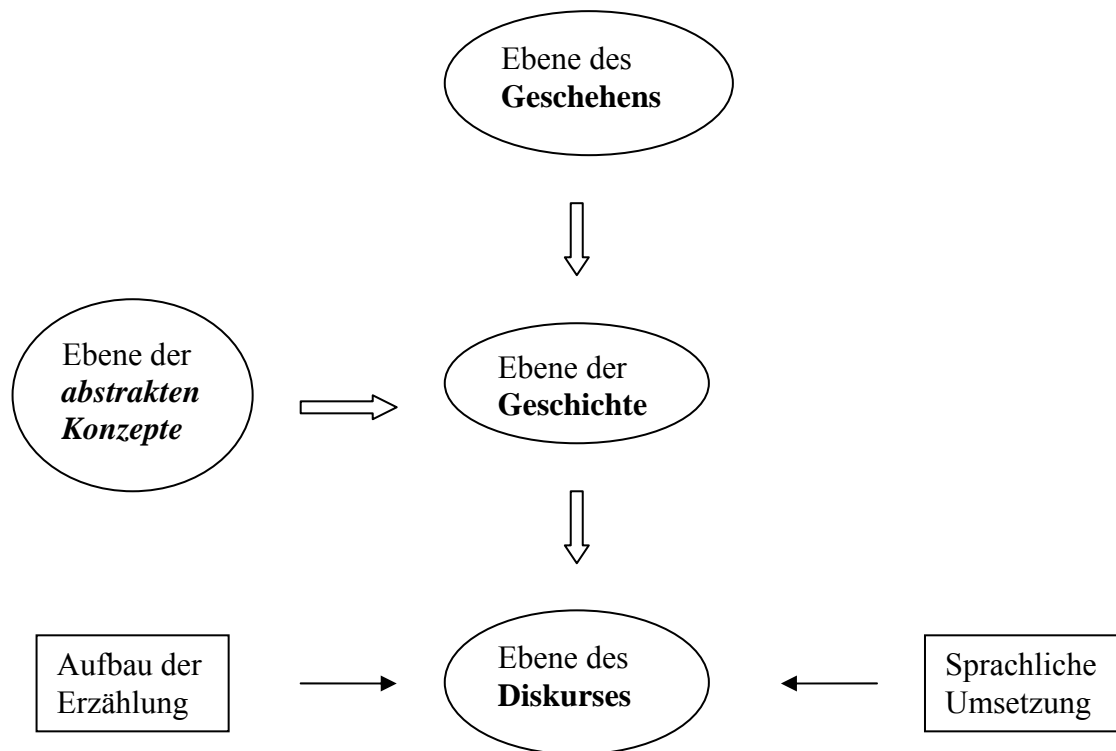 Ebene des
Geschehens
Ebene der
abstrakten
Konzepte
Ebene der
Geschichte
Aufbau der
Erzählung
Ebene des
Diskurses
Sprachliche
Umsetzung